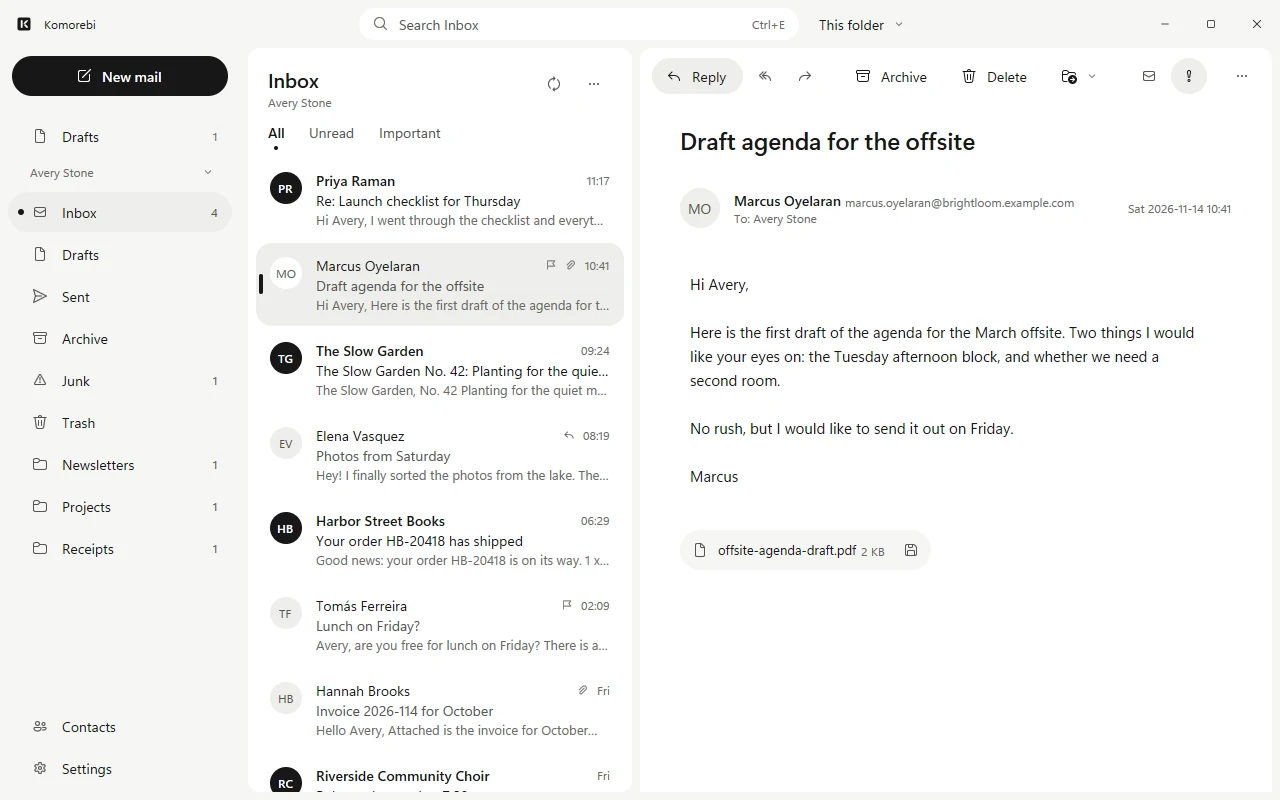 Komorebi
Search Inbox
Ctrl+E
This folder
New mail
Drafts 1
Avery Stone
Inbox 4
Drafts
Sent
Archive
Junk 1
Trash
Newsletters 1
Projects 1
Receipts 1
Contacts
Settings
Inbox
Avery Stone
All Unread Important
PR
Priya Raman 11:17
Re: Launch checklist for Thursday
Hi Avery, I went through the checklist and everyt...
MO
Marcus Oyelaran 10:41
Draft agenda for the offsite
Hi Avery, Here is the first draft of the agenda for t...
TG
The Slow Garden 09:24
The Slow Garden No. 42: Planting for the quie...
The Slow Garden, No. 42 Planting for the quiet m...
EV
Elena Vasquez 08:19
Photos from Saturday
Hey! I finally sorted the photos from the lake. The...
HB
Harbor Street Books 06:29
Your order HB-20418 has shipped
Good news: your order HB-20418 is on its way. 1 x...
TF
Tomás Ferreira 02:09
Lunch on Friday?
Avery, are you free for lunch on Friday? There is a...
HB
Hannah Brooks Fri
Invoice 2026-114 for October
Hello Avery, Attached is the invoice for October...
RC
Riverside Community Choir Fri
Reply
Archive
Delete
Draft agenda for the offsite
MO
Marcus Oyelaran marcus.oyelaran@brightloom.example.com
To: Avery Stone
Sat 2026-11-14 10:41
Hi Avery,
Here is the first draft of the agenda for the March offsite. Two things I would
like your eyes on: the Tuesday afternoon block, and whether we need a
second room.
No rush, but I would like to send it out on Friday.
Marcus
offsite-agenda-draft.pdf 2 KB